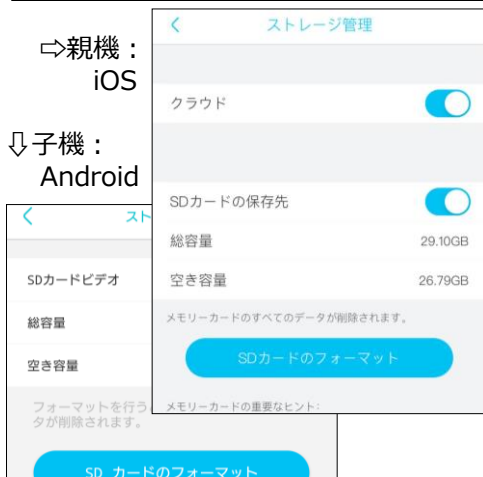 ⇨親機：
iOS
⇩子機：
Android
ストレージ管理
クラウド
SDカードの保存先
総容量 29.10GB
空き容量 26.79GB
メモリーカードのすべてのデータが削除されます。
SDカードのフォーマット
メモリーカードの重要なヒント:
スト
SDカードビデオ
総容量
空き容量
フォーマットを行う
タが削除されます。
SD カードのフォーマット